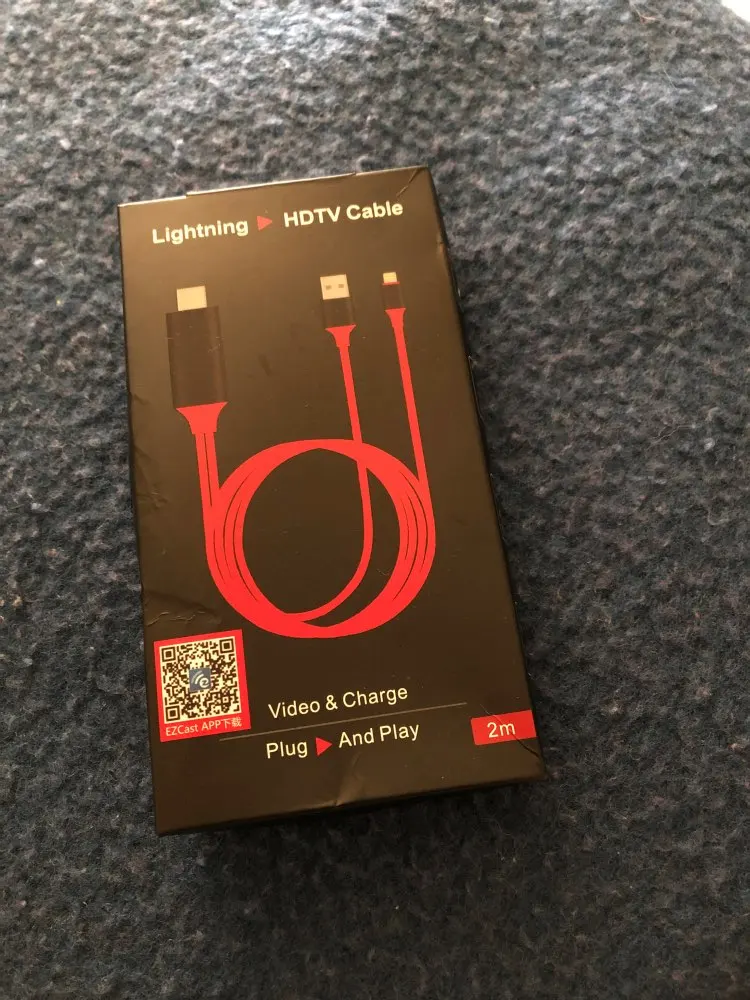 Lightning ▶ HDTV Cable
EZCast APP下载
Video & Charge
Plug ▶ And Play
2m